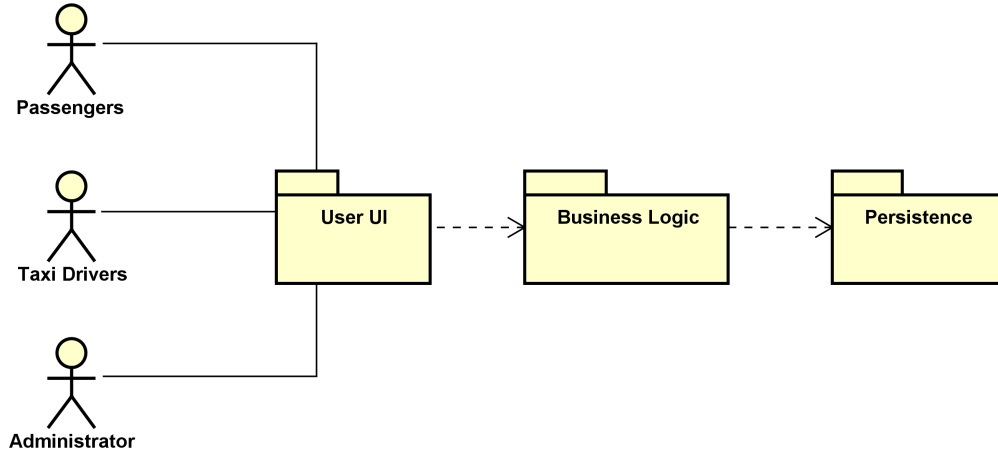 Passengers
Taxi Drivers
User UI
Business Logic
Persistence
Administrator